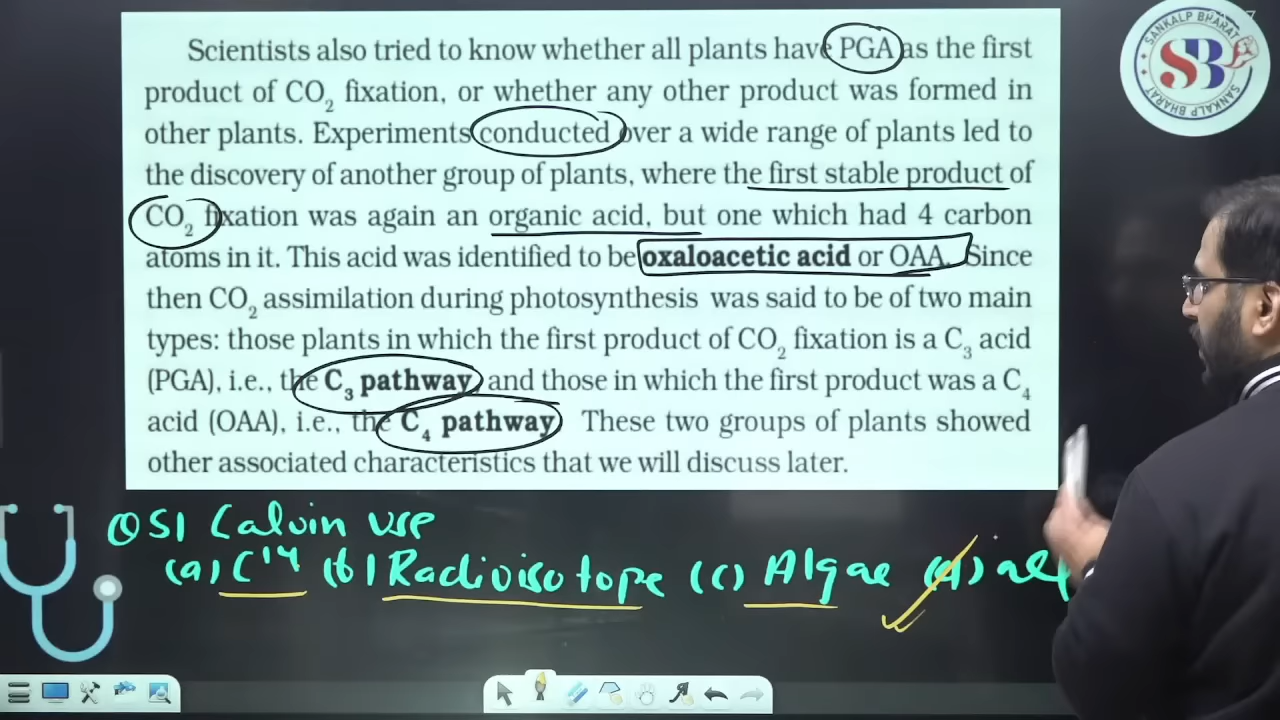 SANKALP BHARAT
SB
SANKALP BHARAT
Scientists also tried to know whether all plants have PGA as the first
product of CO₂ fixation, or whether any other product was formed in
other plants. Experiments conducted over a wide range of plants led to
the discovery of another group of plants, where the first stable product of
CO₂ fixation was again an organic acid, but one which had 4 carbon
atoms in it. This acid was identified to be oxaloacetic acid or OAA. Since
then CO₂ assimilation during photosynthesis was said to be of two main
types: those plants in which the first product of CO₂ fixation is a C₃ acid
(PGA), i.e., the C₃ pathway, and those in which the first product was a C₄
acid (OAA), i.e., the C₄ pathway. These two groups of plants showed
other associated characteristics that we will discuss later.
Q51 Calvin use
(a) C¹⁴ (b) Radioisotope (c) Algae (d) all